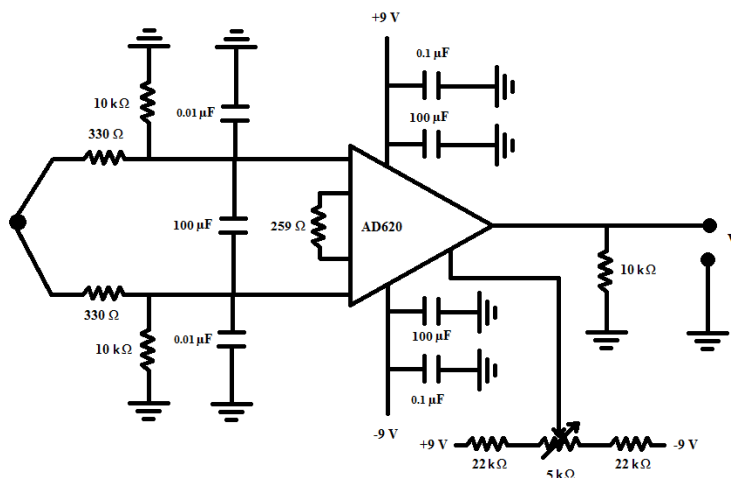 +9 V
0.1 µF
10 kΩ
0.01 µF
100 µF
330 Ω
100 µF
259 Ω
AD620
V
10 kΩ
330 Ω
10 kΩ
0.01 µF
100 µF
0.1 µF
-9 V
+9 V
-9 V
22 kΩ
5 kΩ
22 kΩ